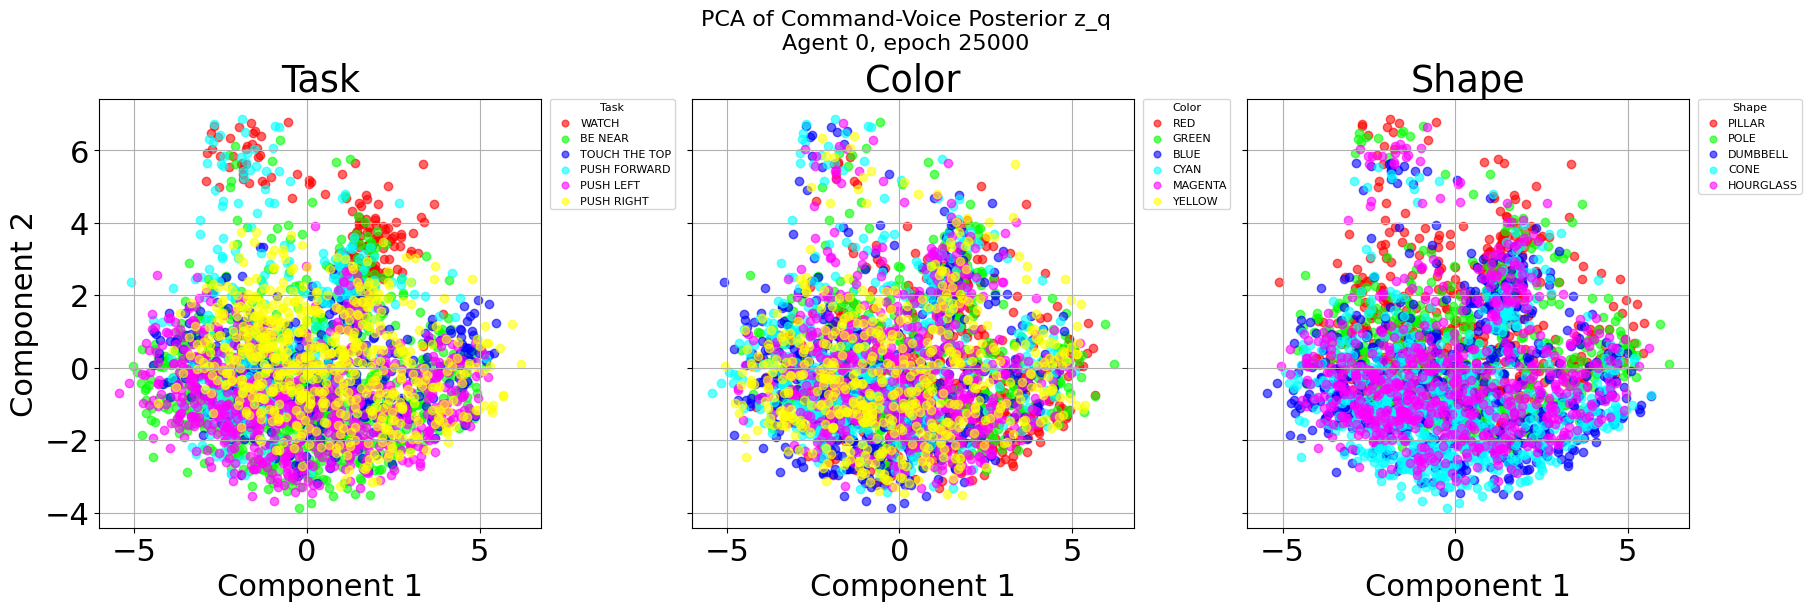 PCA of Command-Voice Posterior z_q
Agent 0, epoch 25000
Task
Component 2
6
4
2
0
−2
−4
−5 0 5
Component 1
Task
WATCH
BE NEAR
TOUCH THE TOP
PUSH FORWARD
PUSH LEFT
PUSH RIGHT
Color
−5 0 5
Component 1
Color
RED
GREEN
BLUE
CYAN
MAGENTA
YELLOW
Shape
−5 0 5
Component 1
Shape
PILLAR
POLE
DUMBBELL
CONE
HOURGLASS